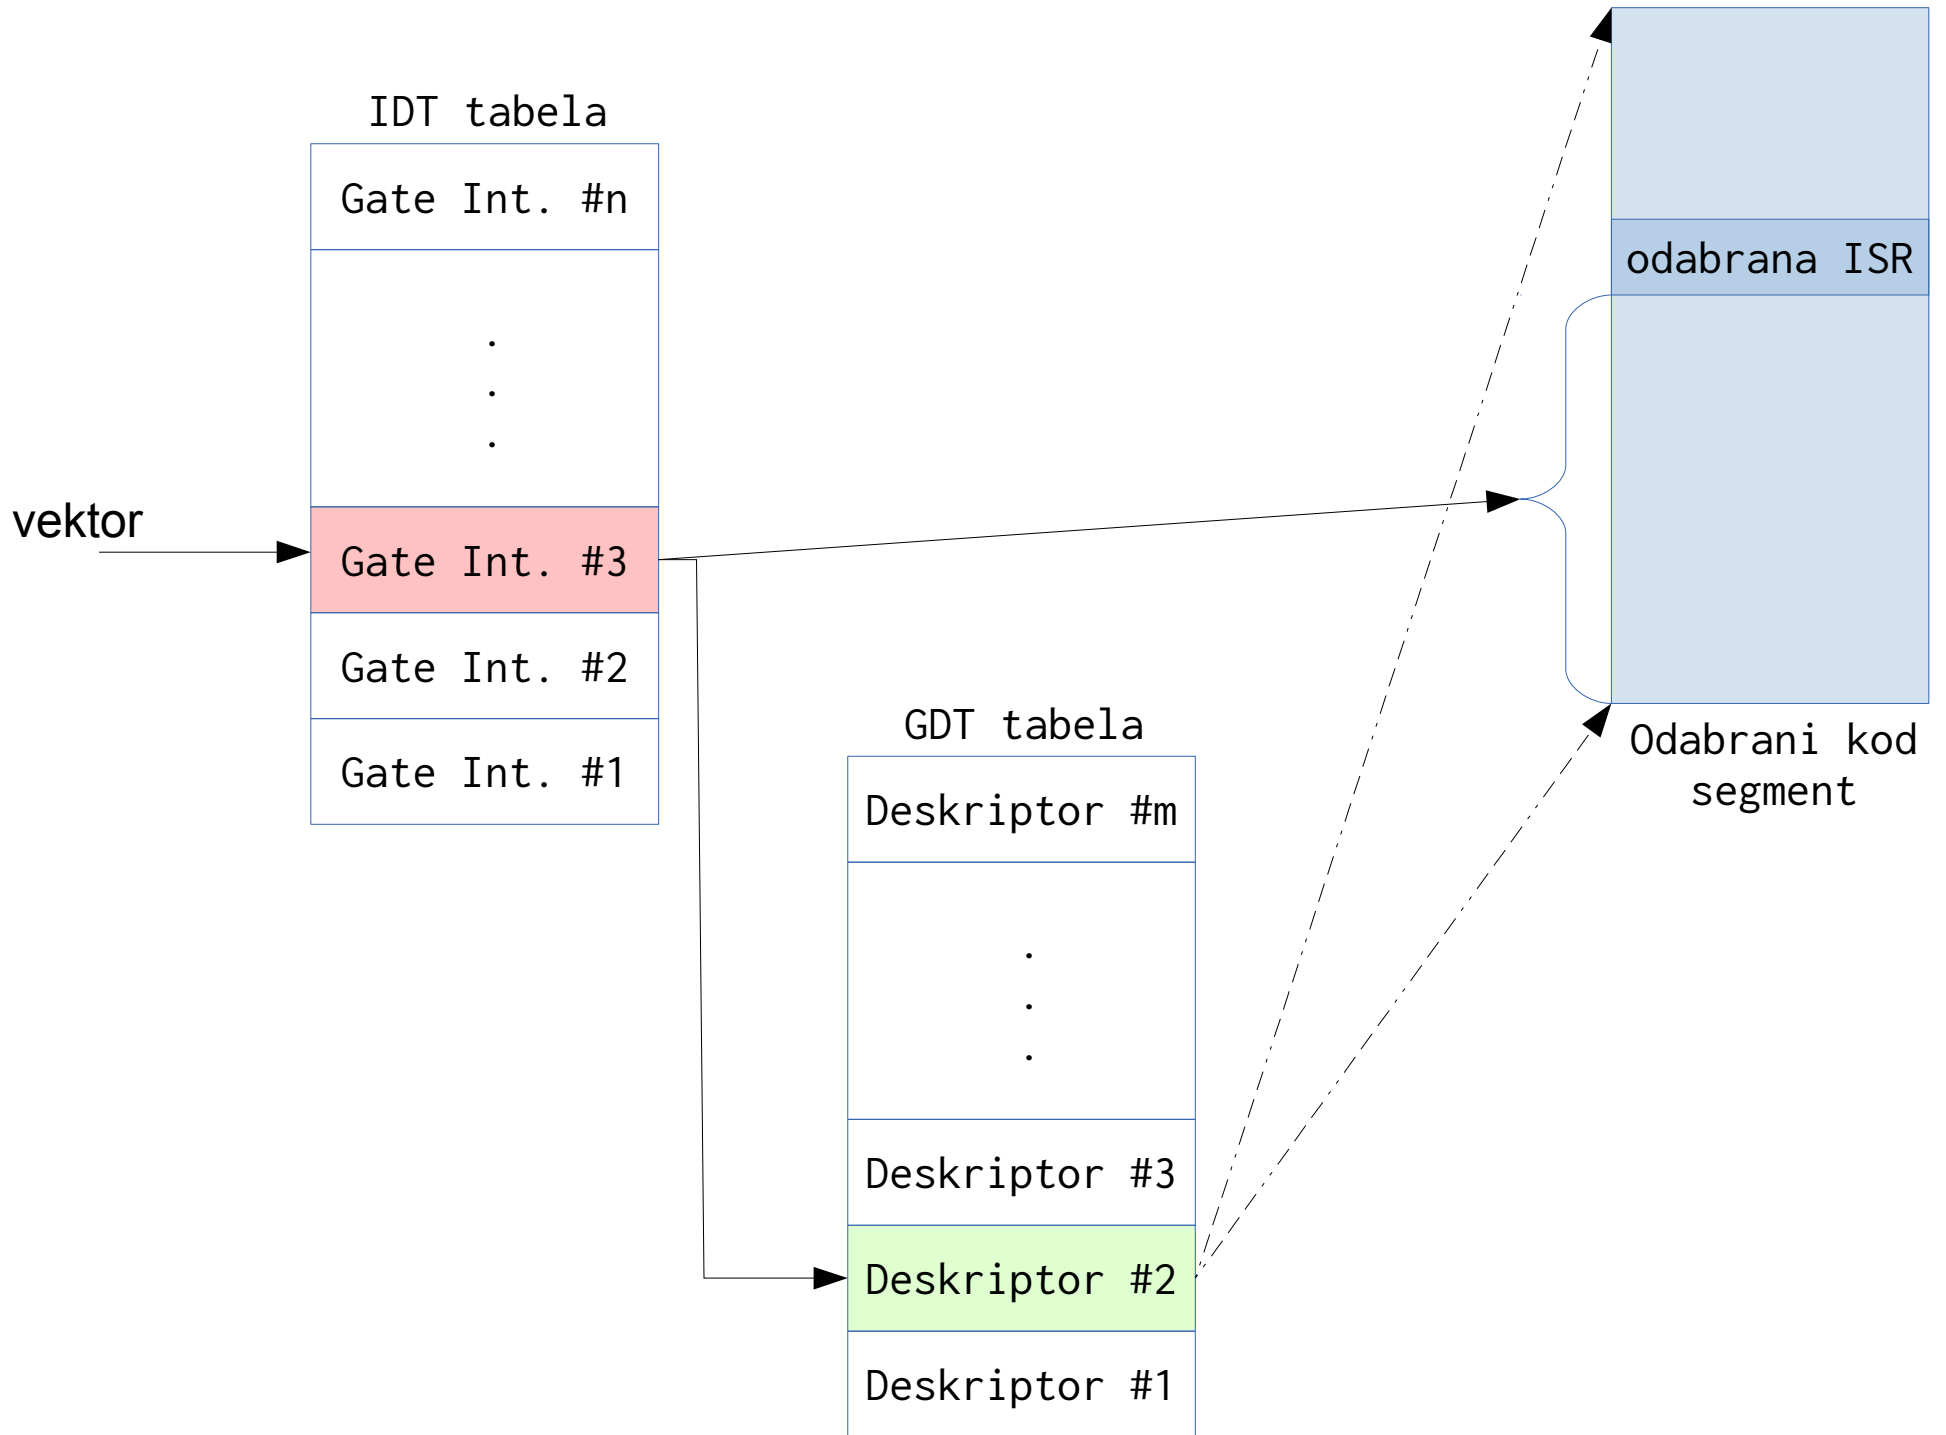 IDT tabela
Gate Int. #n
.
.
.
vektor
Gate Int. #3
Gate Int. #2
Gate Int. #1
GDT tabela
Deskriptor #m
.
.
.
Deskriptor #3
Deskriptor #2
Deskriptor #1
odabrana ISR
Odabrani kod
segment